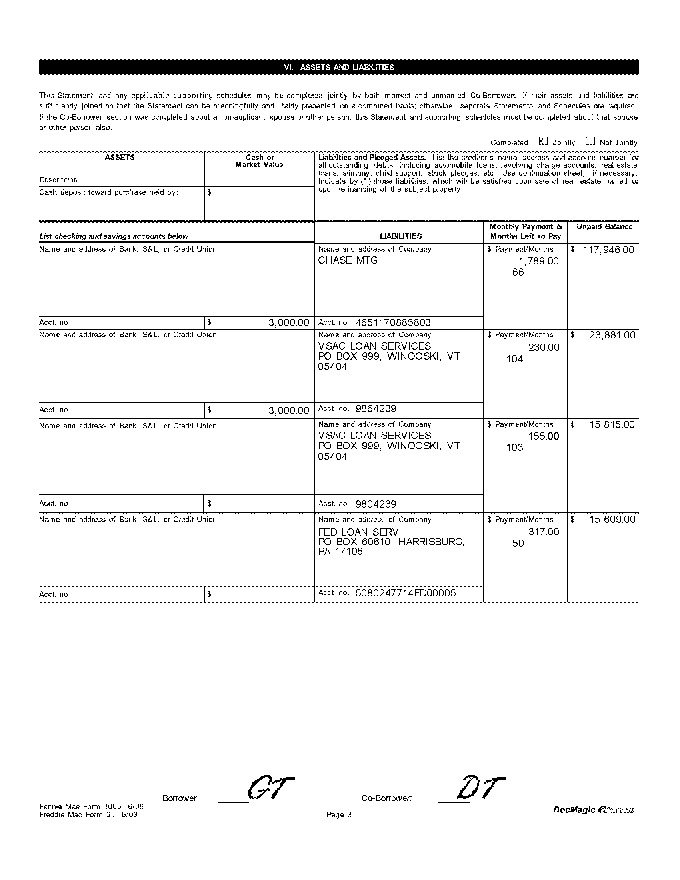 VI. ASSETS AND LIABILITIES
This Statement and any applicable supporting schedules may be completed jointly by both married and unmarried Co-Borrowers if their assets and liabilities are
sufficiently joined so that the Statement can be meaningfully and fairly presented on a combined basis; otherwise, separate Statements and Schedules are required.
If the Co-Borrower section was completed about a non-applicant spouse or other person, this Statement and supporting schedules must be completed about that spouse
or other person also.
Completed Jointly Not Jointly
ASSETS
Cash or
Market Value
Description
Cash deposit toward purchase held by: $
Liabilities and Pledged Assets. List the creditor's name, address and account number for
all outstanding debts, including automobile loans, revolving charge accounts, real estate
loans, alimony, child support, stock pledges, etc. Use continuation sheet, if necessary.
Indicate by (*) those liabilities, which will be satisfied upon sale of real estate owned or
upon refinancing of the subject property.
List checking and savings accounts below
LIABILITIES
Monthly Payment &
Months Left to Pay
Unpaid Balance
Name and address of Bank, S&L, or Credit Union
Name and address of Company
CHASE MTG
$ Payment/Months
1,789.00
66
$ 117,946.00
Acct. no. $ 3,000.00
Acct. no. 4651170885803
Name and address of Bank, S&L, or Credit Union
Name and address of Company
VSAC LOAN SERVICES
PO BOX 999, WINOOSKI, VT
05404
$ Payment/Months
230.00
104
$ 23,881.00
Acct. no. $ 3,000.00
Acct. no. 9864239
Name and address of Bank, S&L, or Credit Union
Name and address of Company
VSAC LOAN SERVICES
PO BOX 999, WINOOSKI, VT
05404
$ Payment/Months
155.00
103
$ 15,815.00
Acct. no. $
Acct. no. 9864239
Name and address of Bank, S&L, or Credit Union
Name and address of Company
FED LOAN SERV
PO BOX 60610, HARRISBURG,
PA 17106
$ Payment/Months
317.00
50
$ 15,609.00
Acct. no. $
Acct. no. 5080247714FD00005
Borrower GT
Co-Borrower DT
Fannie Mae Form
Freddie Mac Form
Page 3
DocMagic